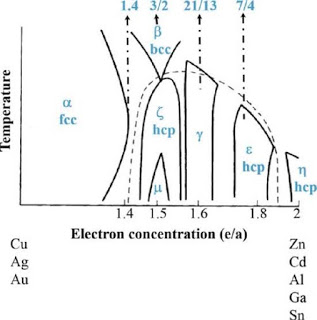 1.4 3/2 21/13 7/4
β
bcc
α
fcc
ζ
hcp
γ
ε
hcp
η
hcp
μ
Temperature
1.4 1.5 1.6 1.8 2
Electron concentration (e/a)
Cu Zn
Ag Cd
Au Al
Ga
Sn